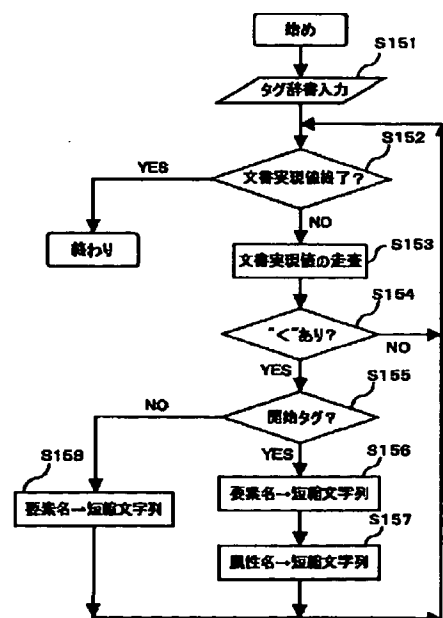 始め
S151
タグ辞書入力
S152
文書実現値終了?
YES
NO
終わり
S153
文書実現値の走査
S154
"<"あり?
NO
YES
S155
開始タグ?
NO
YES
S158
要素名→短縮文字列
S156
要素名→短縮文字列
S157
属性名→短縮文字列